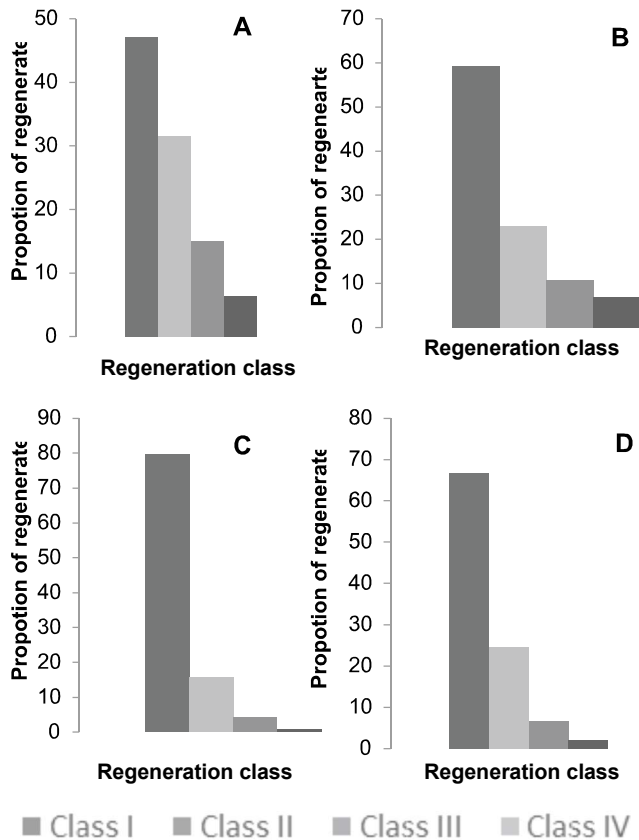 A
Propotion of regenerate
50
40
30
20
10
0
Regeneration class
B
Propotion of regenearte
70
60
50
40
30
20
10
0
Regeneration class
C
Propotion of regenerate
90
80
70
60
50
40
30
20
10
0
Regeneration class
D
Propotion of regenerate
80
70
60
50
40
30
20
10
0
Regeneration class
Class I Class II Class III Class IV